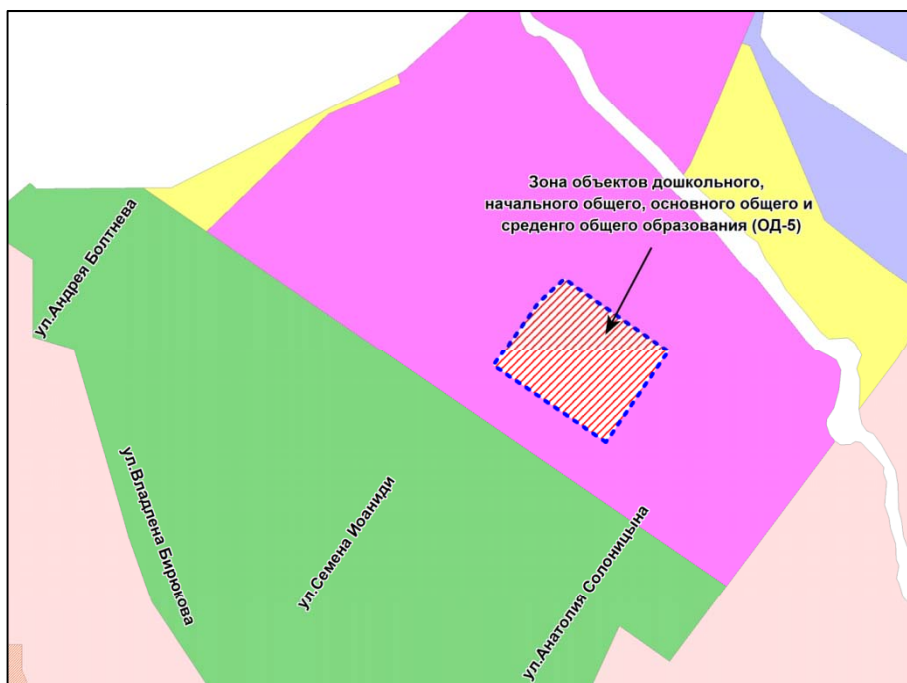 Зона объектов дошкольного,
начального общего, основного общего и
среденго общего образования (ОД-5)
ул.Андрея Болтнева
ул.Владлена Бирюкова
ул.Семена Иоаниди
ул.Анатолия Солоницына